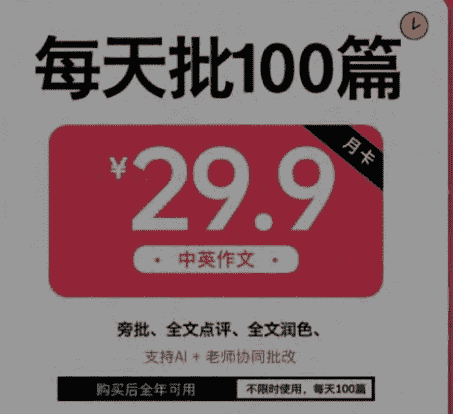 每天批100篇
月卡
¥29.9
中英作文
旁批、全文点评、全文润色、
支持AI + 老师协同批改
购买后全年可用
不限时使用，每天100篇